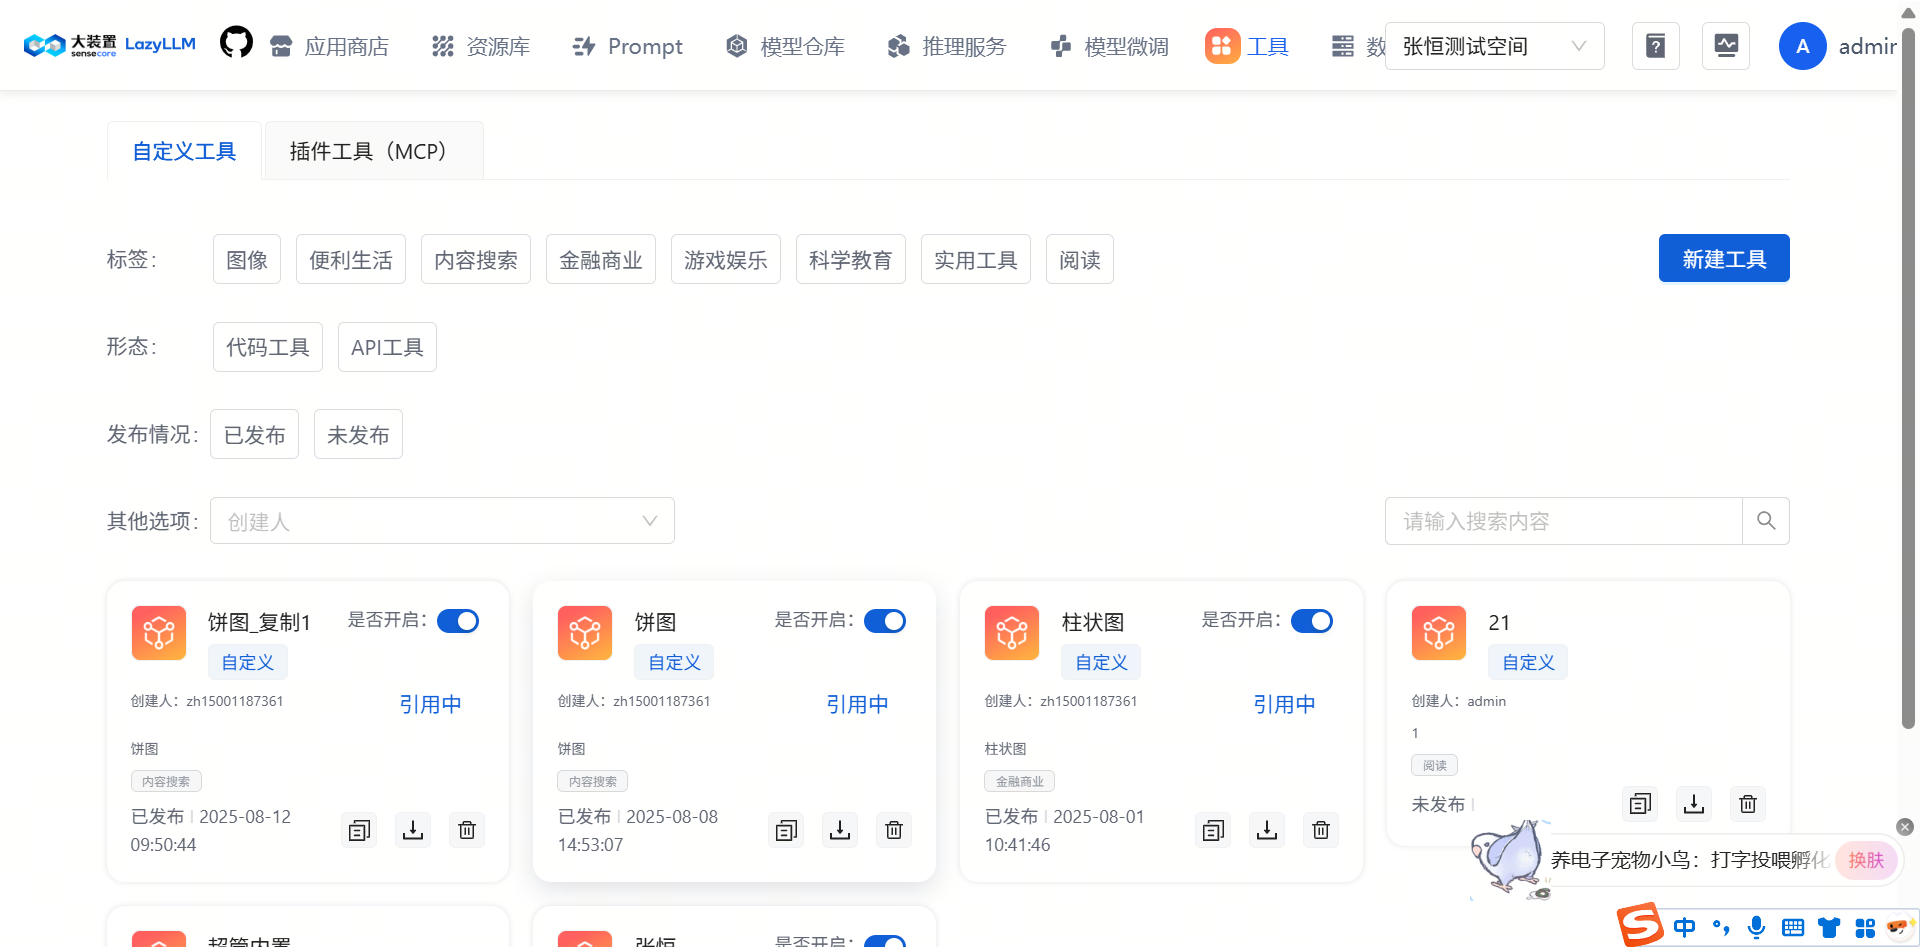 大装置 sensecore LazyLLM 应用商店 资源库 Prompt 模型仓库 推理服务 模型微调 工具 数 张恒测试空间 A admin
自定义工具 插件工具（MCP）
标签： 图像 便利生活 内容搜索 金融商业 游戏娱乐 科学教育 实用工具 阅读 新建工具
形态： 代码工具 API工具
发布情况： 已发布 未发布
其他选项： 创建人 请输入搜索内容
饼图_复制1 是否开启：
自定义
创建人：zh15001187361 引用中
饼图
内容搜索
已发布 2025-08-12
09:50:44
饼图 是否开启：
自定义
创建人：zh15001187361 引用中
饼图
内容搜索
已发布 2025-08-08
14:53:07
柱状图 是否开启：
自定义
创建人：zh15001187361 引用中
柱状图
金融商业
已发布 2025-08-01
10:41:46
21
自定义
创建人：admin
1
阅读
未发布
养电子宠物小鸟：打字投喂孵化 换肤
超管内置 张恒 是否开启：
S 中